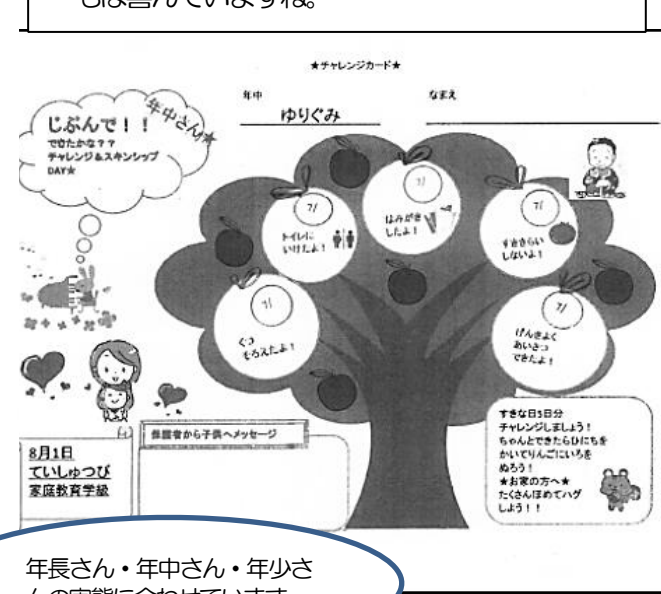 もは喜んでいますね。
★チャレンジカード★
年中
ゆりぐみ
なまえ
年中さん★
じぶんで！！
できたかな？？
チャレンジ＆スキンシップ
DAY★
7/
はみがき
したよ！
7/
トイレに
いけたよ！
7/
すききらい
しないよ！
7/
くつ
そろえたよ！
7/
げんきよく
あいさつ
できたよ！
8月1日
ていしゅつび
家庭教育学級
保護者から子供へメッセージ
すきな日5日分
チャレンジしましょう！
ちゃんとできたらひにちを
かいてりんごにいろを
ぬろう！
★お家の方へ★
たくさんほめてハグ
しよう！！
年長さん・年中さん・年少さ
んの実態に合わせています